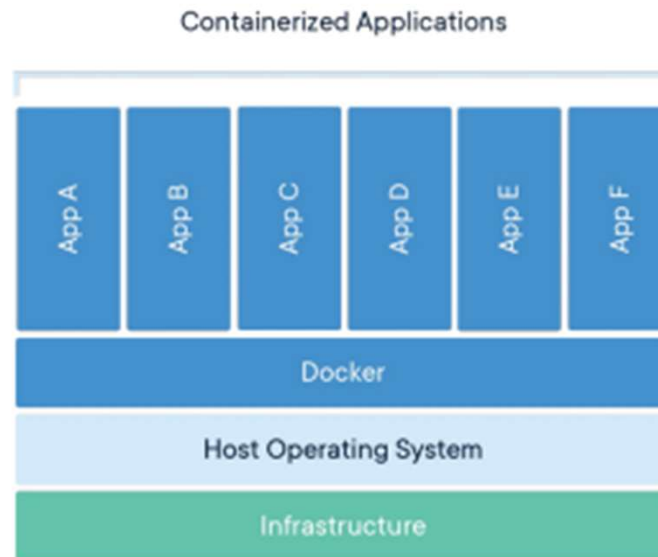 Containerized Applications
App A
App B
App C
App D
App E
App F
Docker
Host Operating System
Infrastructure